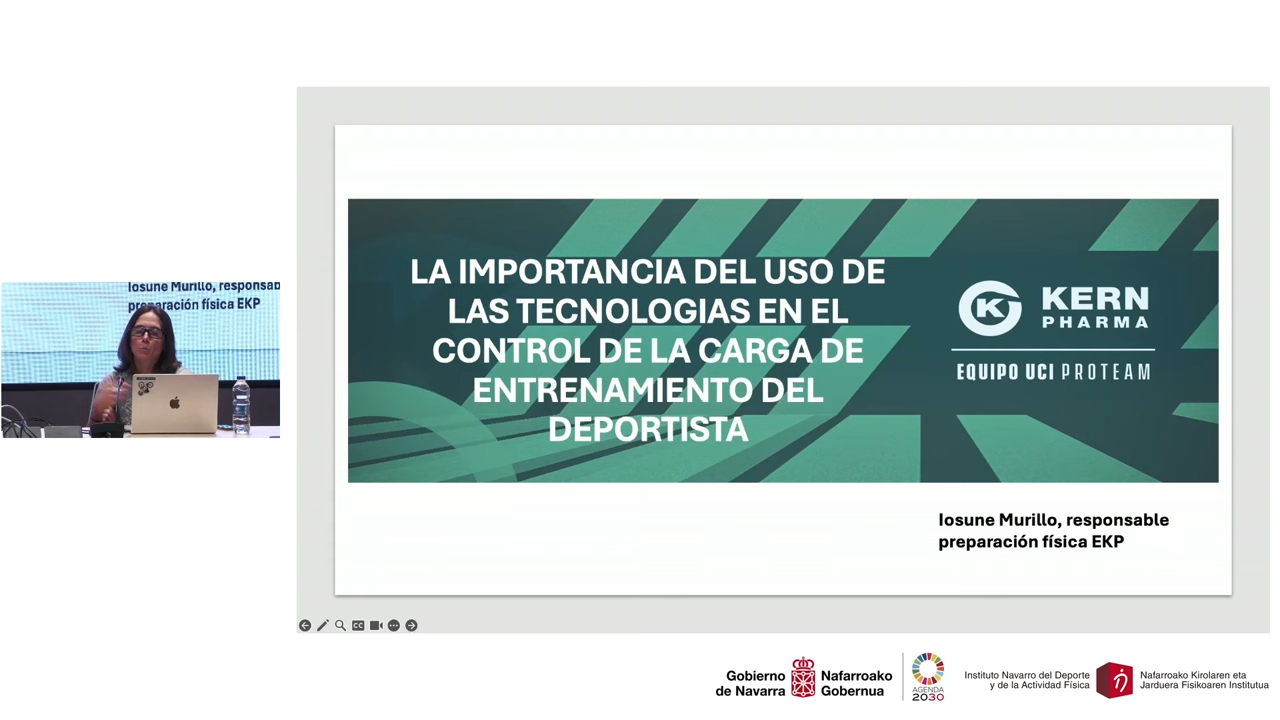 LA IMPORTANCIA DEL USO DE
LAS TECNOLOGIAS EN EL
CONTROL DE LA CARGA DE
ENTRENAMIENTO DEL
DEPORTISTA
KERN
PHARMA
EQUIPO UCI PROTEAM
Iosune Murillo, responsable
preparación física EKP
Iosune Murillo, responsab
preparación física EKP
CC
Gobierno
de Navarra
Nafarroako
Gobernua
AGENDA
2030
Instituto Navarro del Deporte
y de la Actividad Física
Nafarroako Kirolaren eta
Jarduera Fisikoaren Institutua